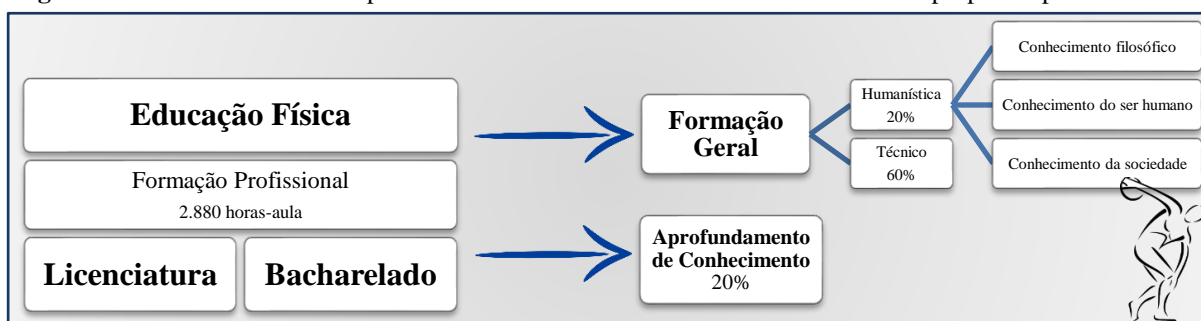 Educação Física
Formação Profissional
2.880 horas-aula
Licenciatura
Bacharelado
Formação
Geral
Humanística
20%
Técnico
60%
Conhecimento filosófico
Conhecimento do ser humano
Conhecimento da sociedade
Aprofundamento
de Conhecimento
20%